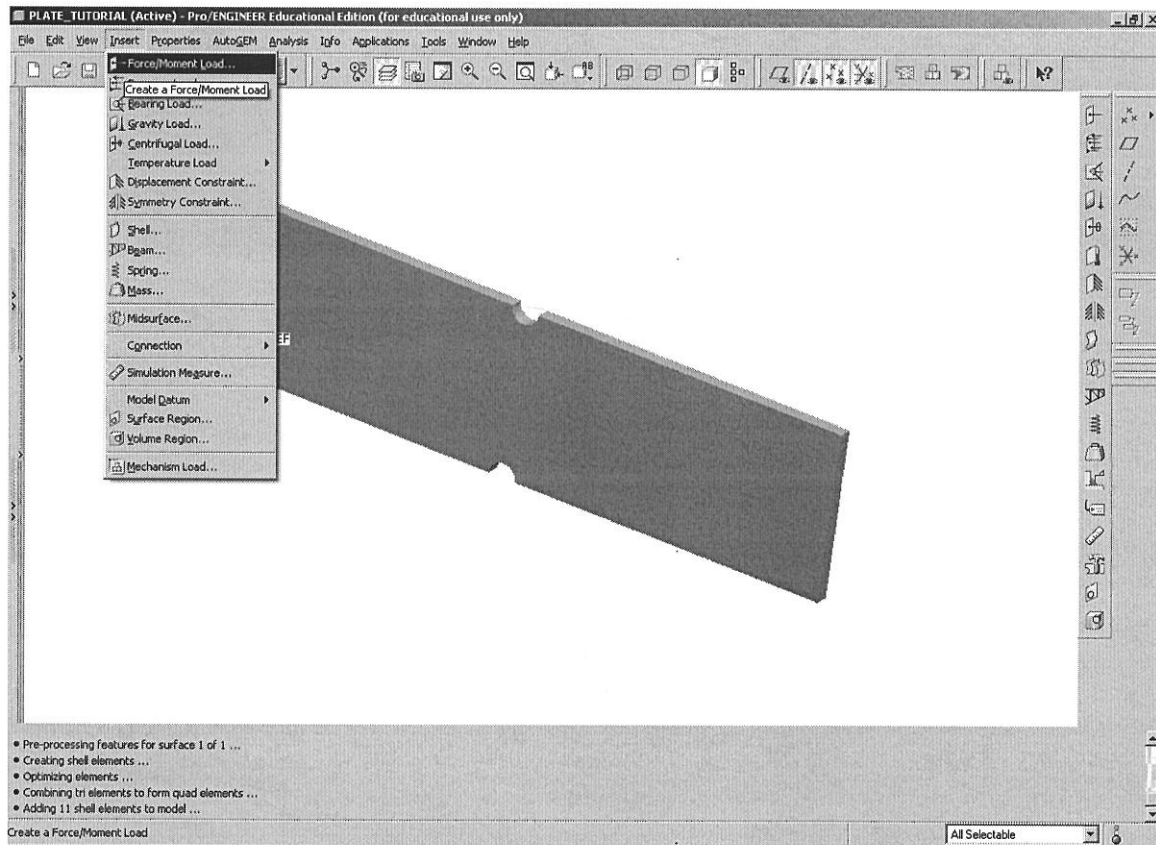 PLATE_TUTORIAL (Active) - Pro/ENGINEER Educational Edition (for educational use only)
File Edit View Insert Properties AutoGEM Analysis Info Applications Tools Window Help
Force/Moment Load...
Create a Force/Moment Load
Bearing Load...
Gravity Load...
Centrifugal Load...
Temperature Load
Displacement Constraint...
Symmetry Constraint...
Shell...
Beam...
Spring...
Mass...
Midsurface...
Connection
Simulation Measure...
Model Datum
Surface Region...
Volume Region...
Mechanism Load...
EF
• Pre-processing features for surface 1 of 1 ...
• Creating shell elements ...
• Optimizing elements ...
• Combining tri elements to form quad elements ...
• Adding 11 shell elements to model ...
Create a Force/Moment Load
All Selectable